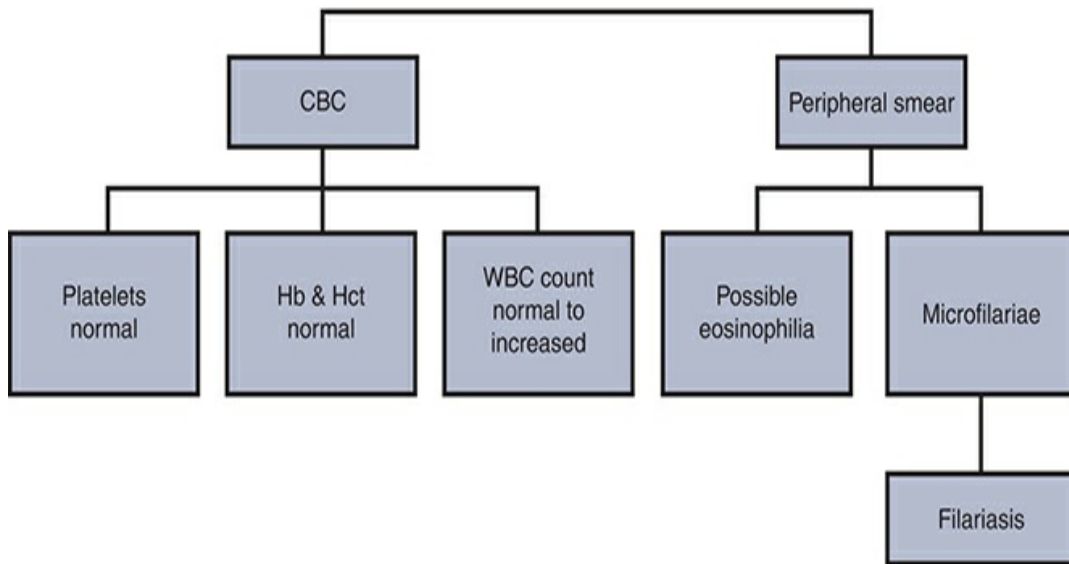 CBC
Peripheral smear
Platelets
normal
Hb & Hct
normal
WBC count
normal to
increased
Possible
eosinophilia
Microfilariae
Filariasis